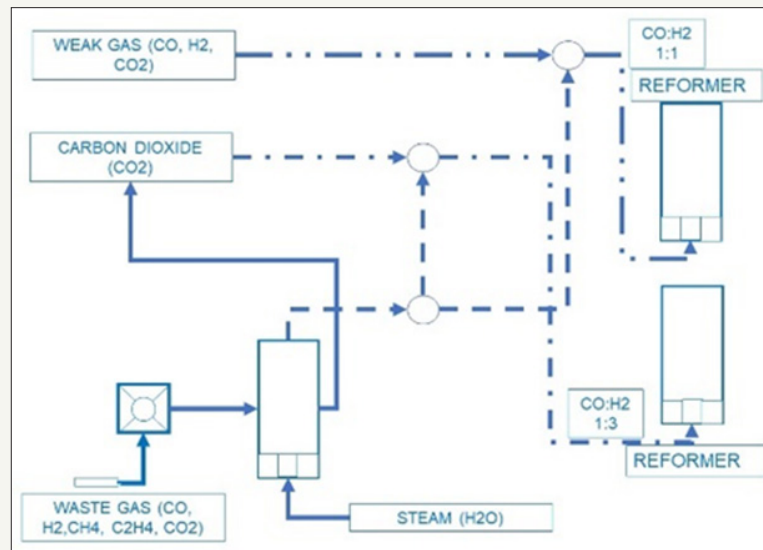 WEAK GAS (CO, H2,
CO2)
CO:H2
1:1
REFORMER
CARBON DIOXIDE
(CO2)
CO:H2
1:3
REFORMER
WASTE GAS (CO,
H2,CH4, C2H4, CO2)
STEAM (H2O)